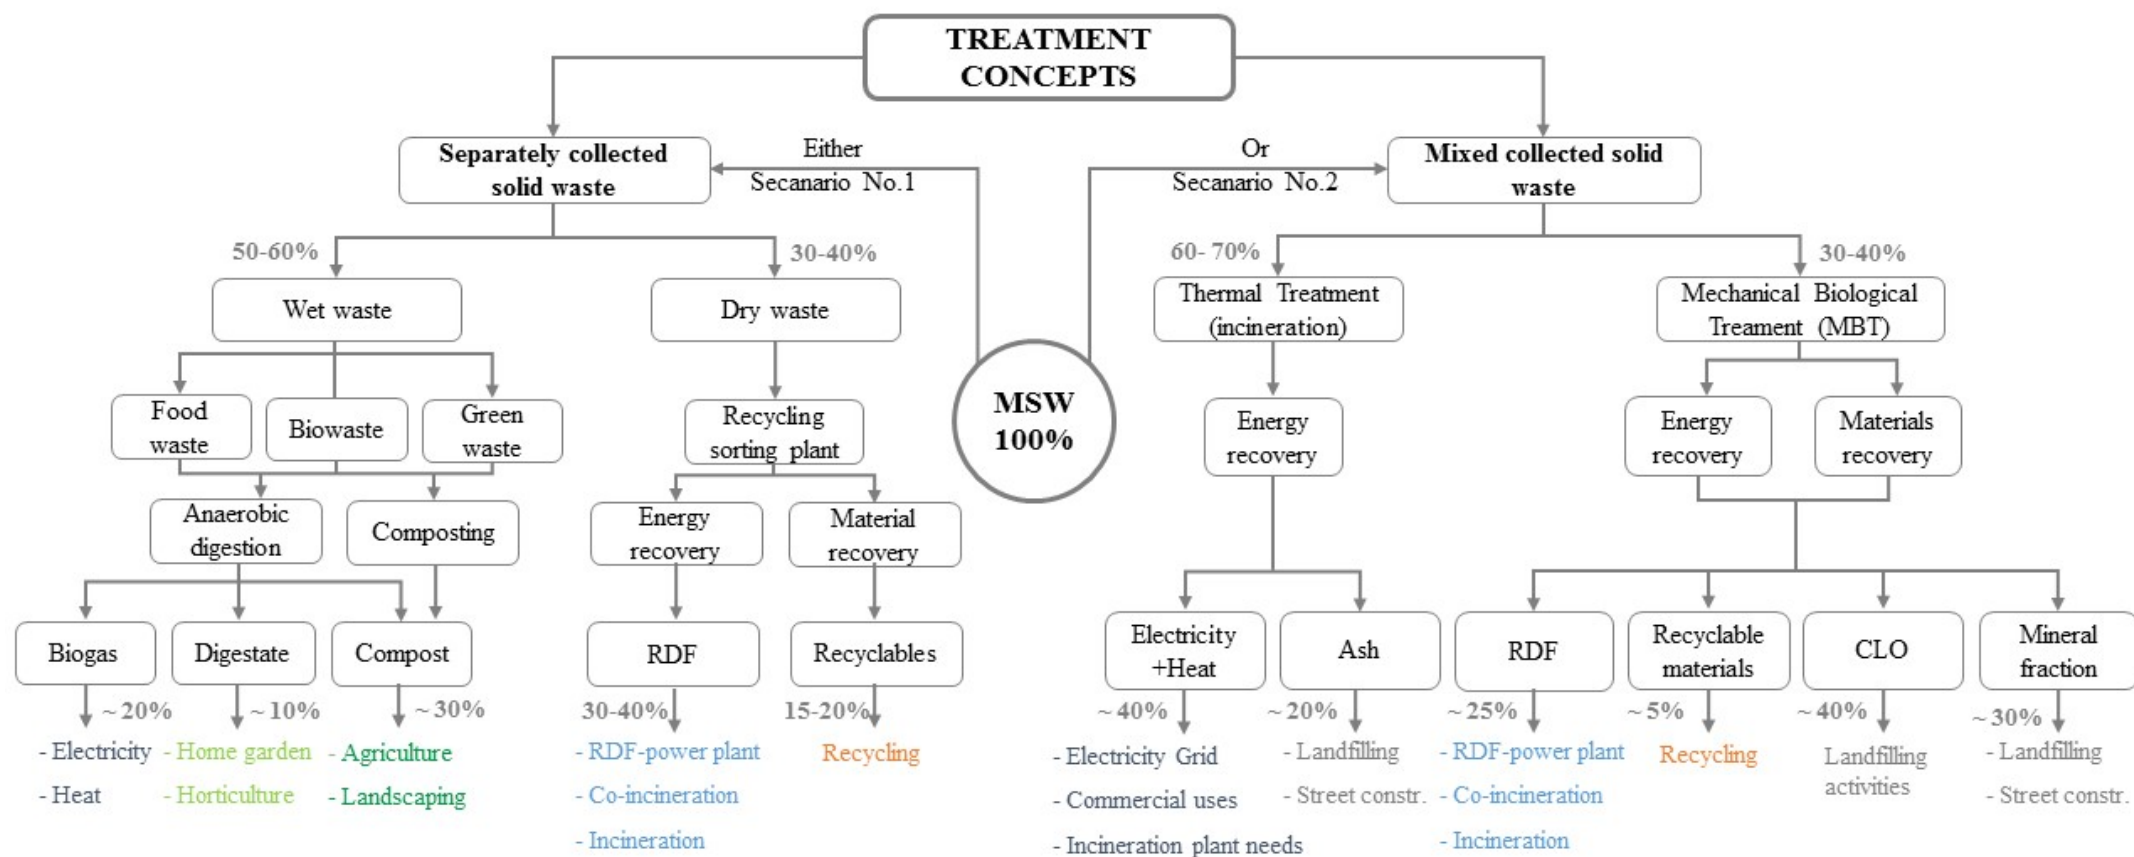 TREATMENT
CONCEPTS
Separately collected
solid waste
Either
Secanario No.1
Or
Secanario No.2
Mixed collected solid
waste
50-60%
30-40%
60- 70%
30-40%
Wet waste
Dry waste
Thermal Treatment
(incineration)
Mechanical Biological
Treament (MBT)
MSW
100%
Food
waste
Biowaste
Green
waste
Recycling
sorting plant
Energy
recovery
Energy
recovery
Materials
recovery
Anaerobic
digestion
Composting
Energy
recovery
Material
recovery
Biogas
Digestate
Compost
RDF
Recyclables
Electricity
+Heat
Ash
RDF
Recyclable
materials
CLO
Mineral
fraction
~20%
~10%
~30%
30-40%
15-20%
~40%
~20%
~25%
~5%
~40%
~30%
- Electricity
- Heat
- Home garden
- Horticulture
- Agriculture
- Landscaping
- RDF-power plant
- Co-incineration
- Incineration
Recycling
- Electricity Grid
- Commercial uses
- Incineration plant needs
- Landfilling
- Street constr.
- RDF-power plant
- Co-incineration
- Incineration
Recycling
Landfilling
activities
- Landfilling
- Street constr.